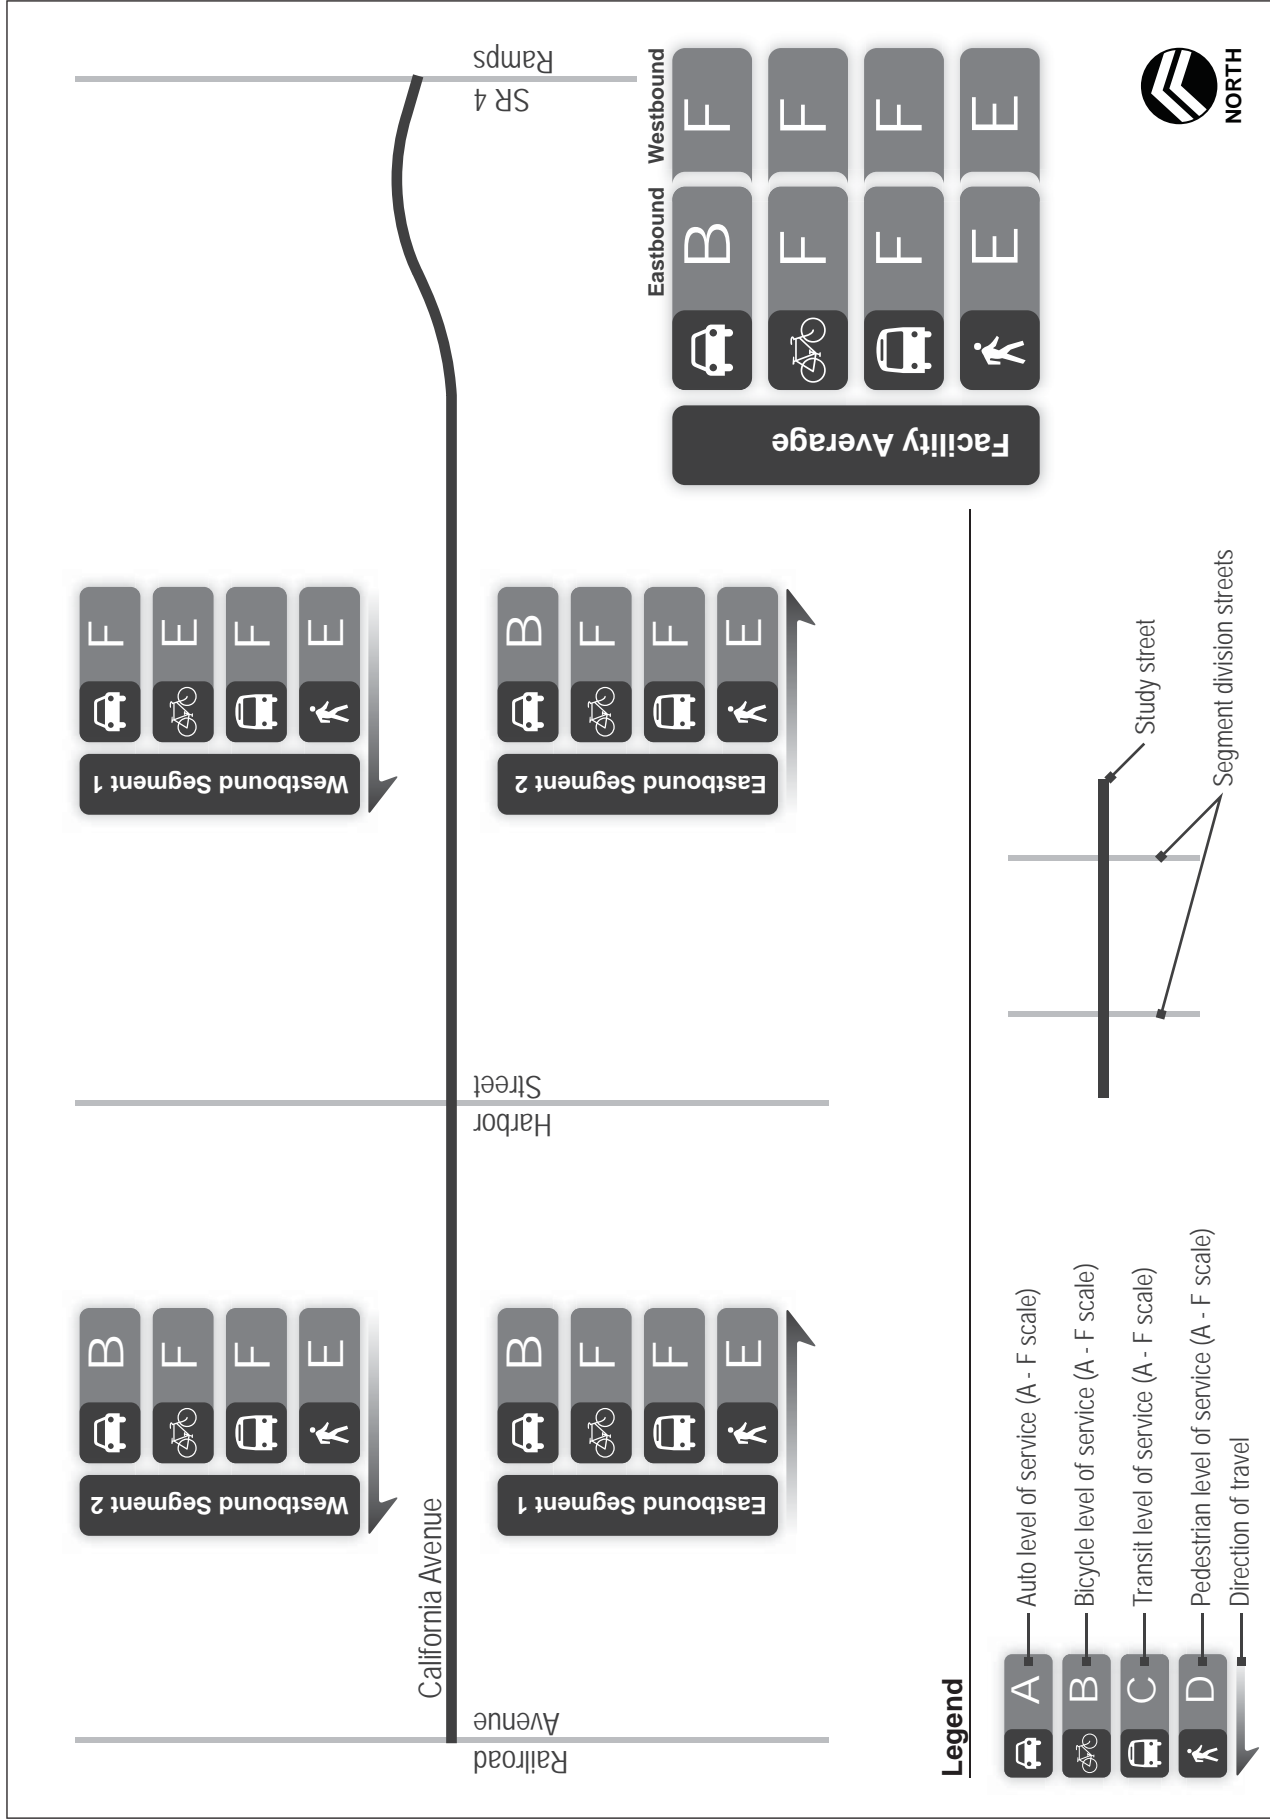 Westbound Segment 2
B
F
F
E
Westbound Segment 1
F
E
F
E
California Avenue
Railroad
Avenue
Harbor
Street
SR 4
Ramps
Eastbound Segment 1
B
F
F
E
Eastbound Segment 2
B
F
F
E
Facility Average
Eastbound Westbound
B F
F F
F F
E E
Legend
A Auto level of service (A - F scale)
B Bicycle level of service (A - F scale)
C Transit level of service (A - F scale)
D Pedestrian level of service (A - F scale)
Direction of travel
Study street
Segment division streets
NORTH